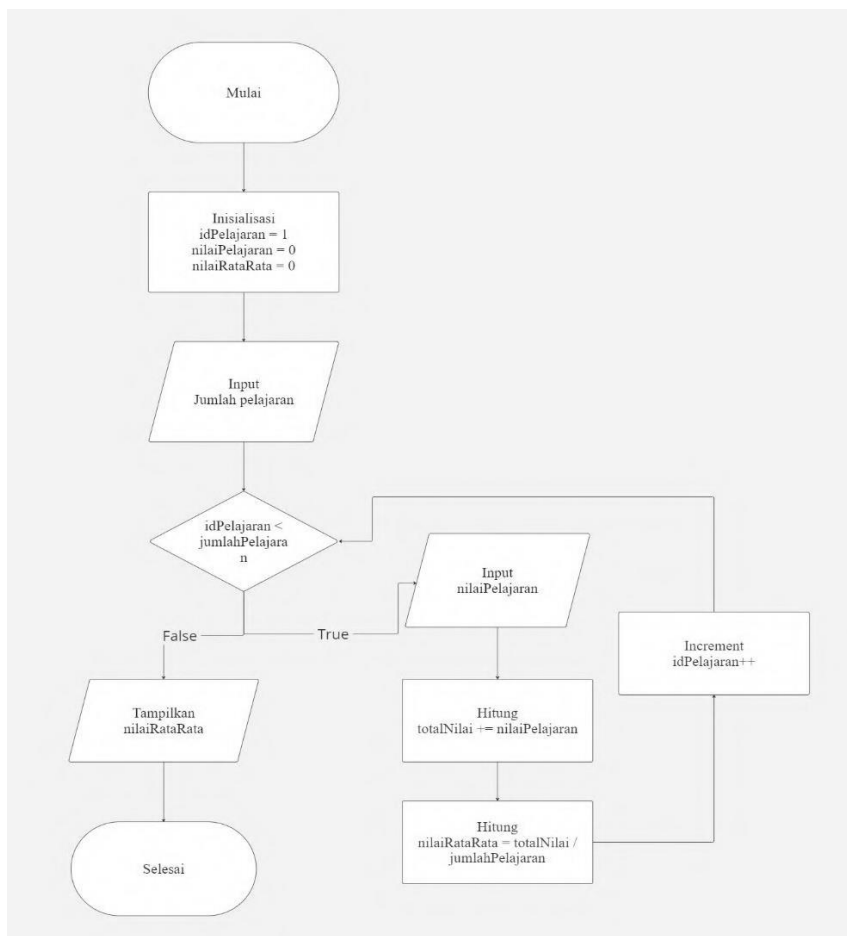 Mulai
Inisialisasi
idPelajaran = 1
nilaiPelajaran = 0
nilaiRataRata = 0
Input
Jumlah pelajaran
idPelajaran <
jumlahPelajara
n
False
True
Input
nilaiPelajaran
Hitung
totalNilai += nilaiPelajaran
Hitung
nilaiRataRata = totalNilai /
jumlahPelajaran
Increment
idPelajaran++
Tampilkan
nilaiRataRata
Selesai